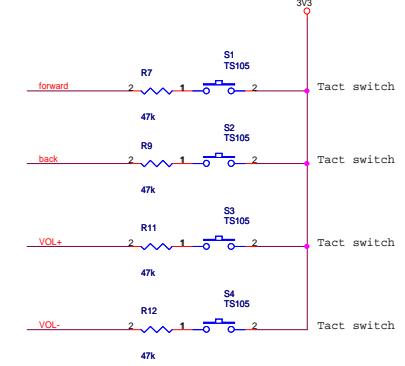 3V3
S1
R7 TS105
forward 2 1 2 Tact switch
47k
S2
R9 TS105
back 2 1 2 Tact switch
47k
S3
R11 TS105
VOL+ 2 1 2 Tact switch
47k
S4
R12 TS105
VOL- 2 1 2 Tact switch
47k